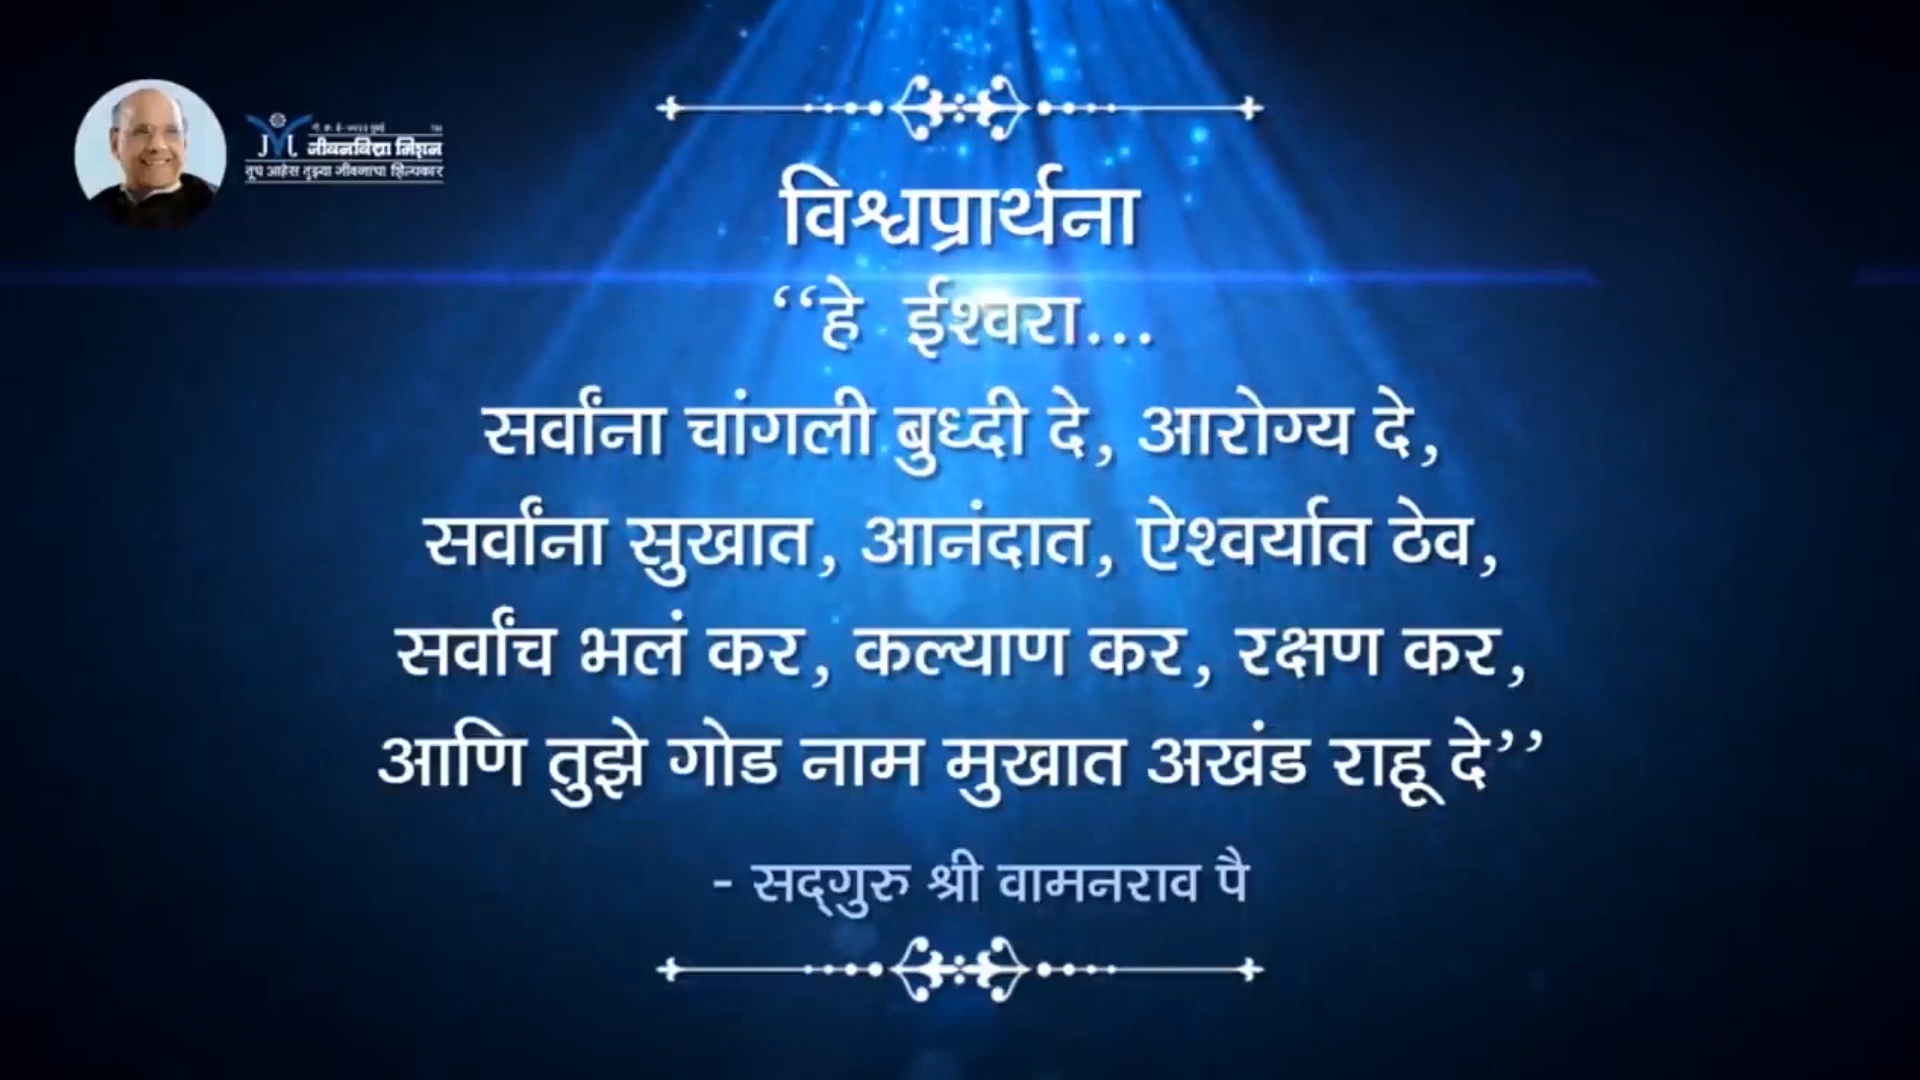 जीवनविद्या मिशन
तूच आहेस तुझ्या जीवनाचा शिल्पकार
विश्वप्रार्थना
‘‘हे ईश्वरा...
सर्वांना चांगली बुध्दी दे, आरोग्य दे,
सर्वांना सुखात, आनंदात, ऐश्वर्यात ठेव,
सर्वांच भलं कर, कल्याण कर, रक्षण कर,
आणि तुझे गोड नाम मुखात अखंड राहू दे’’
- सद्‌गुरु श्री वामनराव पै